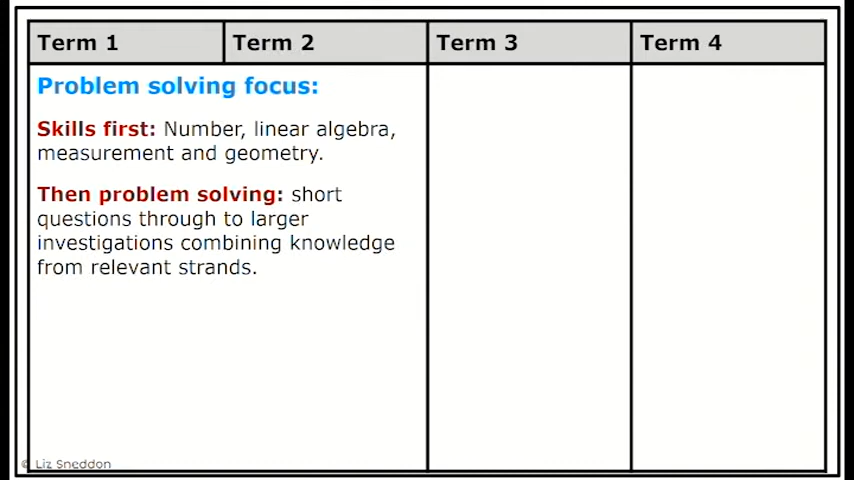 Term 1
Term 2
Term 3
Term 4
Problem solving focus:
Skills first: Number, linear algebra,
measurement and geometry.
Then problem solving: short
questions through to larger
investigations combining knowledge
from relevant strands.
© Liz Sneddon